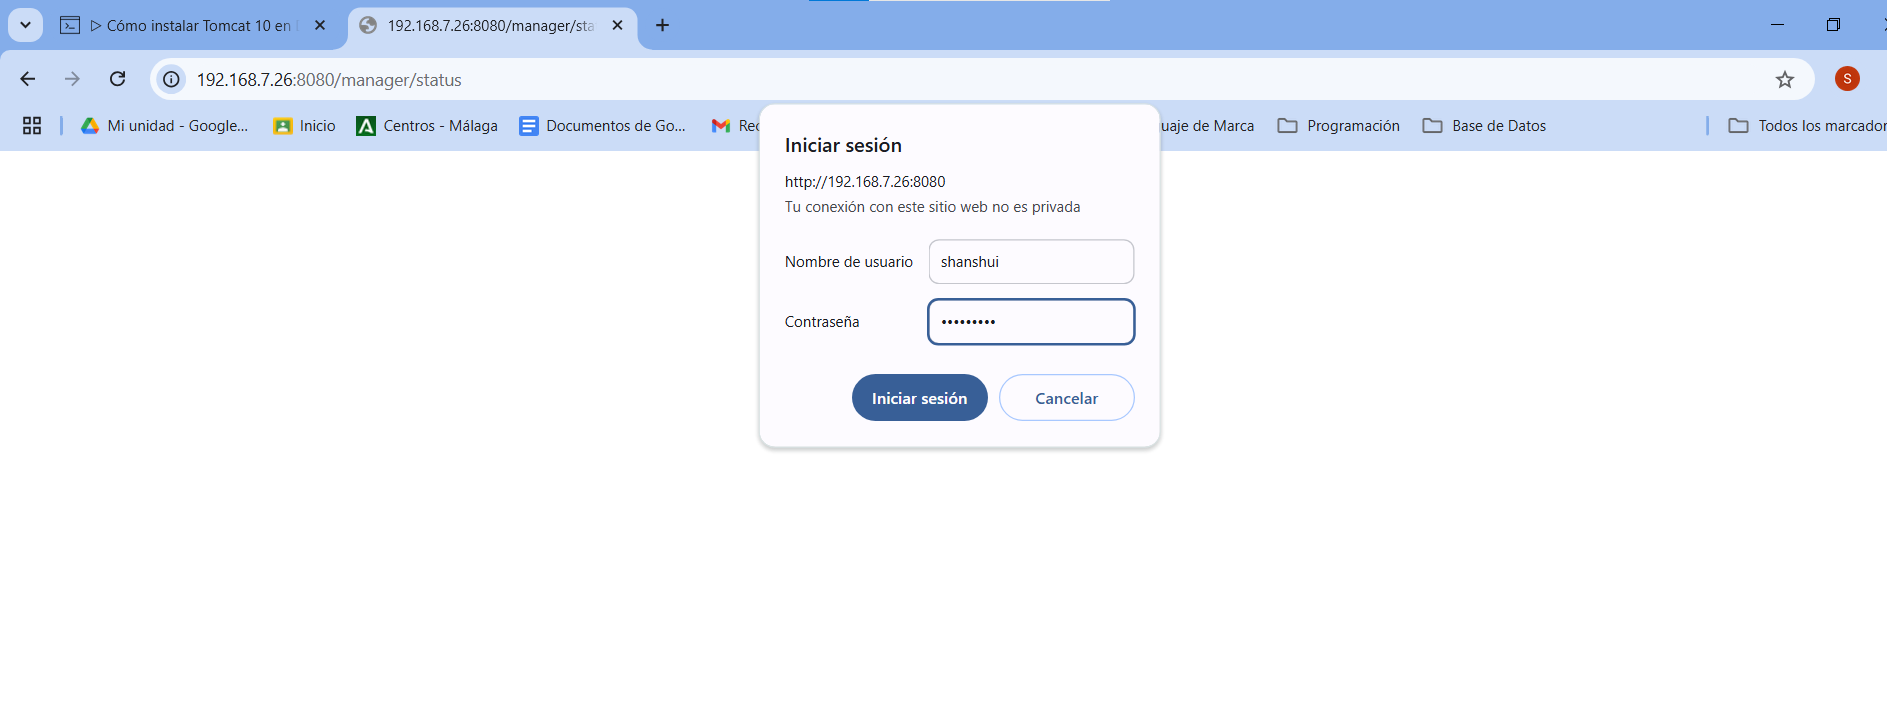 Cómo instalar Tomcat 10 en
192.168.7.26:8080/manager/sta
192.168.7.26:8080/manager/status
Mi unidad - Google... Inicio Centros - Málaga Documentos de Go... Rec uaje de Marca Programación Base de Datos Todos los marcador
Iniciar sesión
http://192.168.7.26:8080
Tu conexión con este sitio web no es privada
Nombre de usuario shanshui
Contraseña •••••••••
Iniciar sesión Cancelar
S